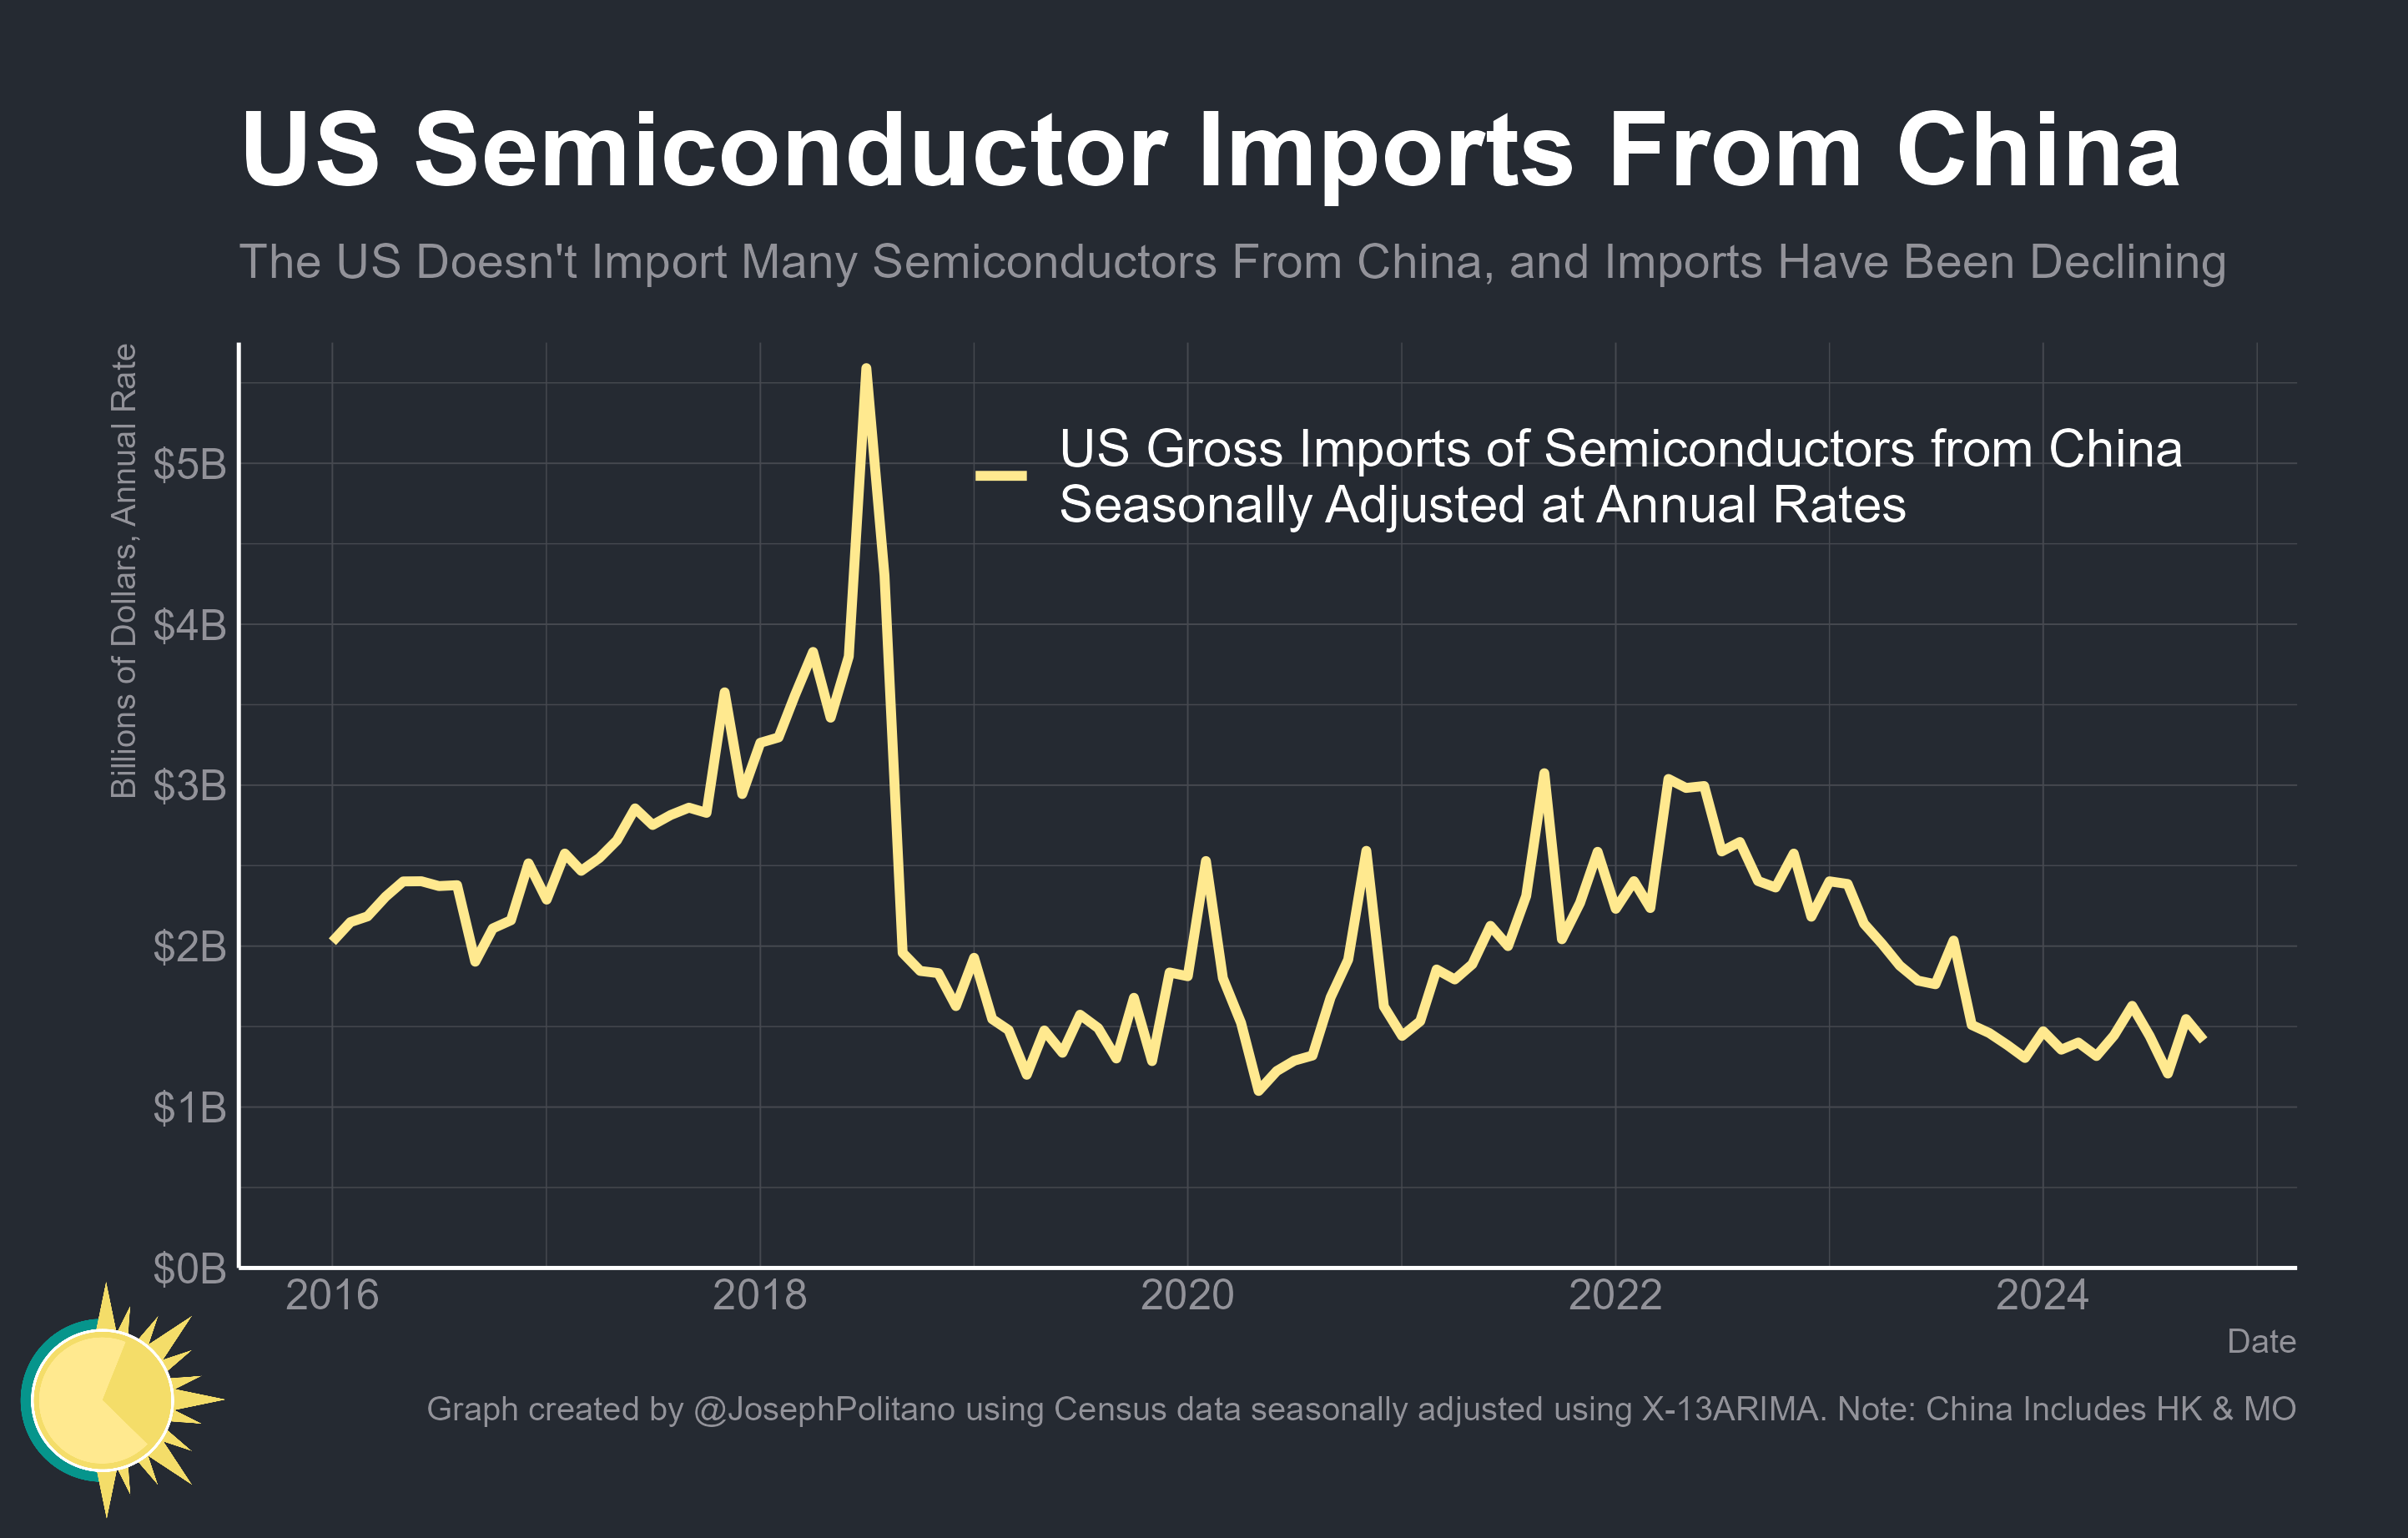 US Semiconductor Imports From China
The US Doesn't Import Many Semiconductors From China, and Imports Have Been Declining
Billions of Dollars, Annual Rate
$5B
$4B
$3B
$2B
$1B
$0B
US Gross Imports of Semiconductors from China
Seasonally Adjusted at Annual Rates
2016
2018
2020
2022
2024
Date
Graph created by @JosephPolitano using Census data seasonally adjusted using X-13ARIMA. Note: China Includes HK & MO